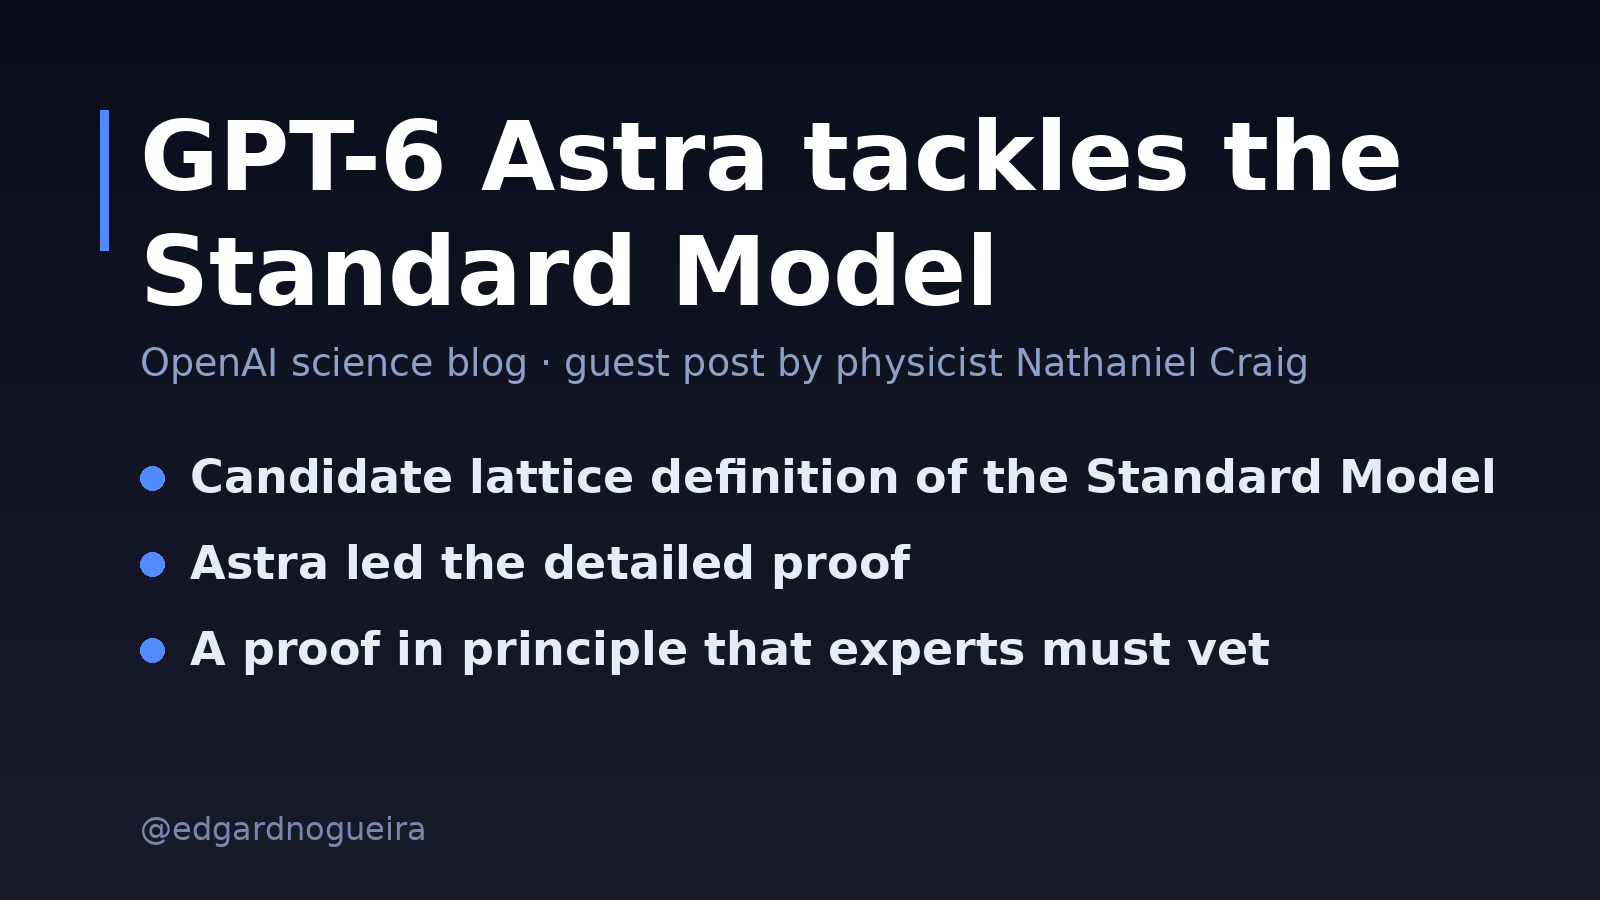 GPT-6 Astra tackles the
Standard Model
OpenAI science blog · guest post by physicist Nathaniel Craig
Candidate lattice definition of the Standard Model
Astra led the detailed proof
A proof in principle that experts must vet
@edgardnogueira